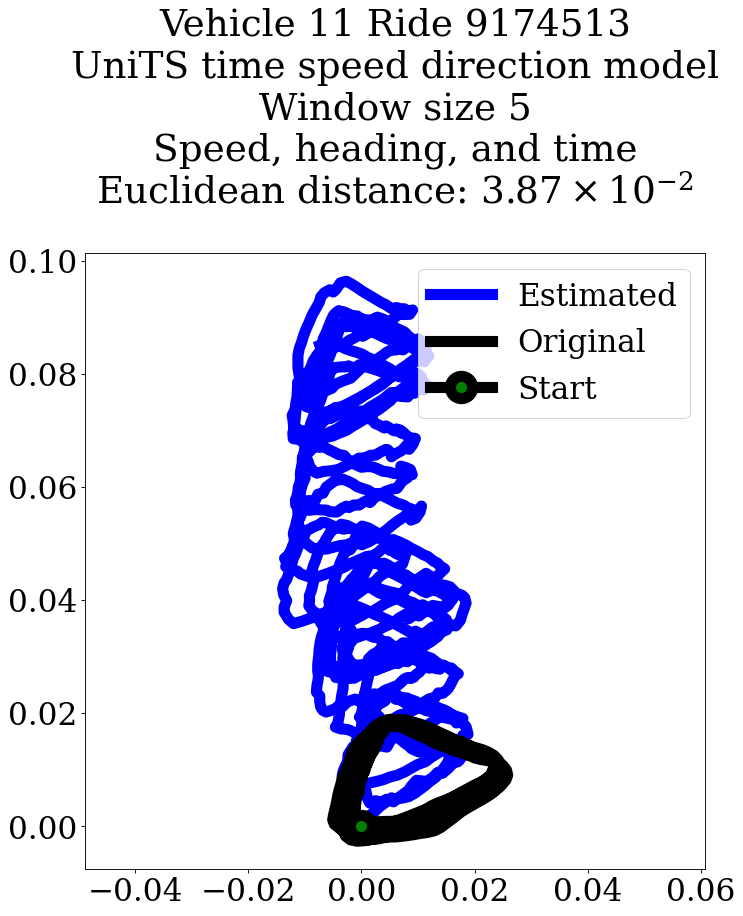 Vehicle 11 Ride 9174513
UniTS time speed direction model
Window size 5
Speed, heading, and time
Euclidean distance: 3.87 × 10⁻²
0.10
0.08
0.06
0.04
0.02
0.00
Estimated
Original
Start
−0.04 −0.02 0.00 0.02 0.04 0.06